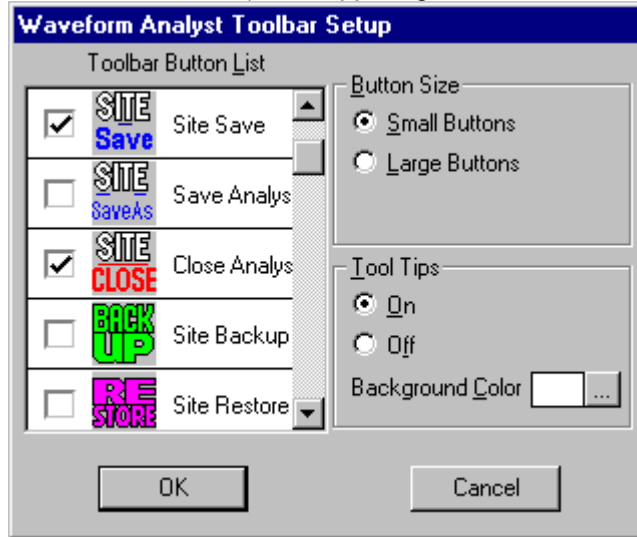 Waveform Analyst Toolbar Setup
Toolbar Button List
SITE
Save
Site Save
SITE
SaveAs
Save Analys
SITE
CLOSE
Close Analys
BACK
UP
Site Backup
RE
STORE
Site Restore
Button Size
Small Buttons
Large Buttons
Tool Tips
On
Off
Background Color
...
OK
Cancel